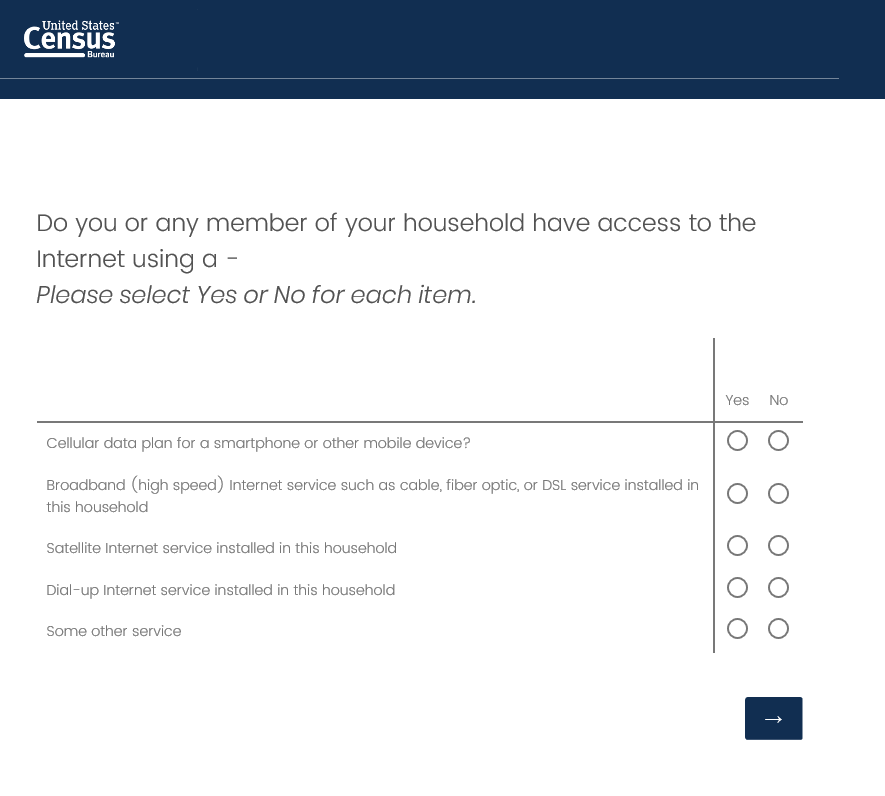 United States™
Census
Bureau
Do you or any member of your household have access to the
Internet using a -
Please select Yes or No for each item.
Yes No
Cellular data plan for a smartphone or other mobile device?
Broadband (high speed) Internet service such as cable, fiber optic, or DSL service installed in
this household
Satellite Internet service installed in this household
Dial-up Internet service installed in this household
Some other service
→